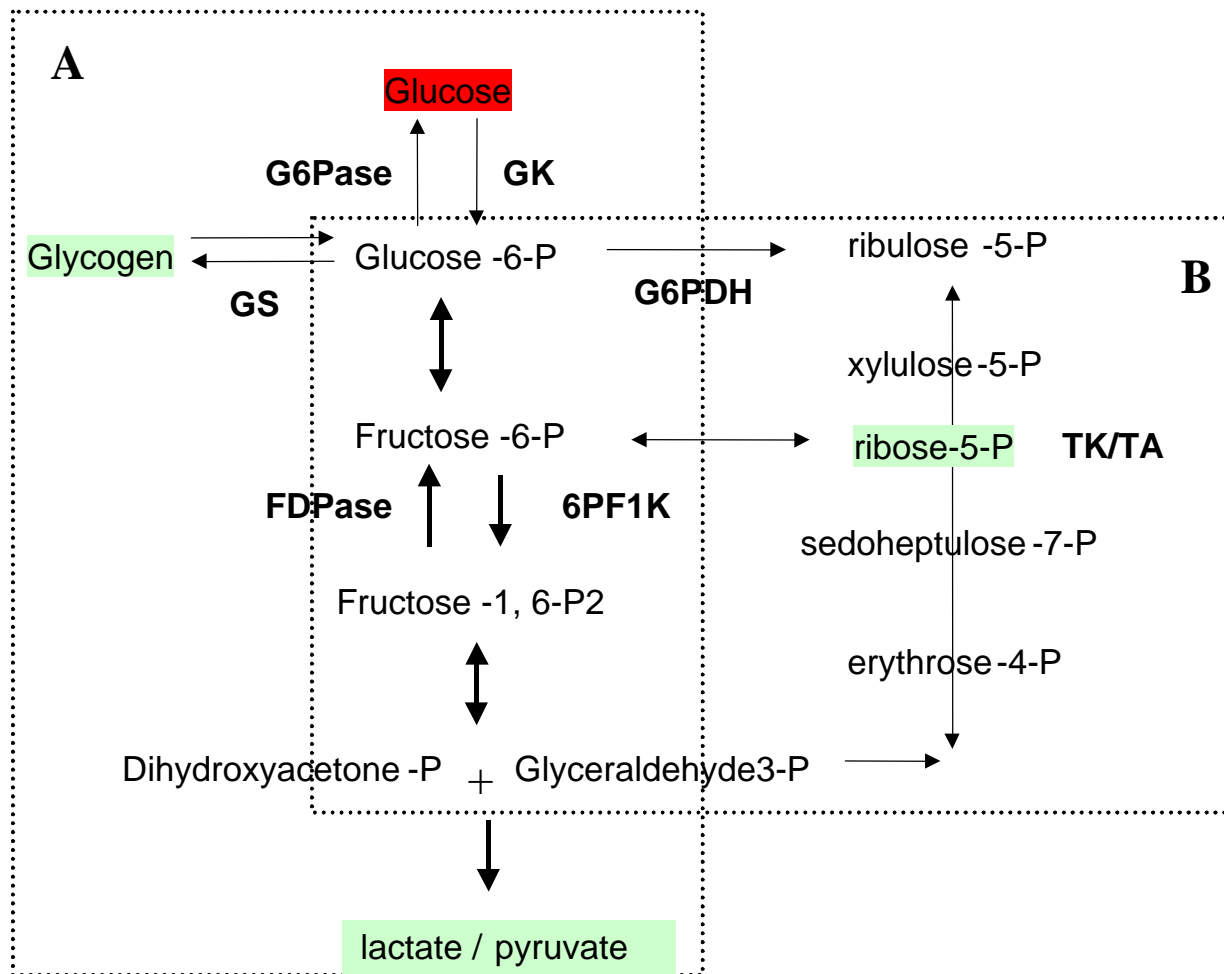 A
Glucose
G6Pase GK
Glycogen Glucose -6-P ribulose -5-P
GS G6PDH B
xylulose-5-P
Fructose -6-P ribose-5-P TK/TA
FDPase 6PF1K
sedoheptulose -7-P
Fructose -1, 6-P2
erythrose-4-P
Dihydroxyacetone -P + Glyceraldehyde3-P
lactate / pyruvate